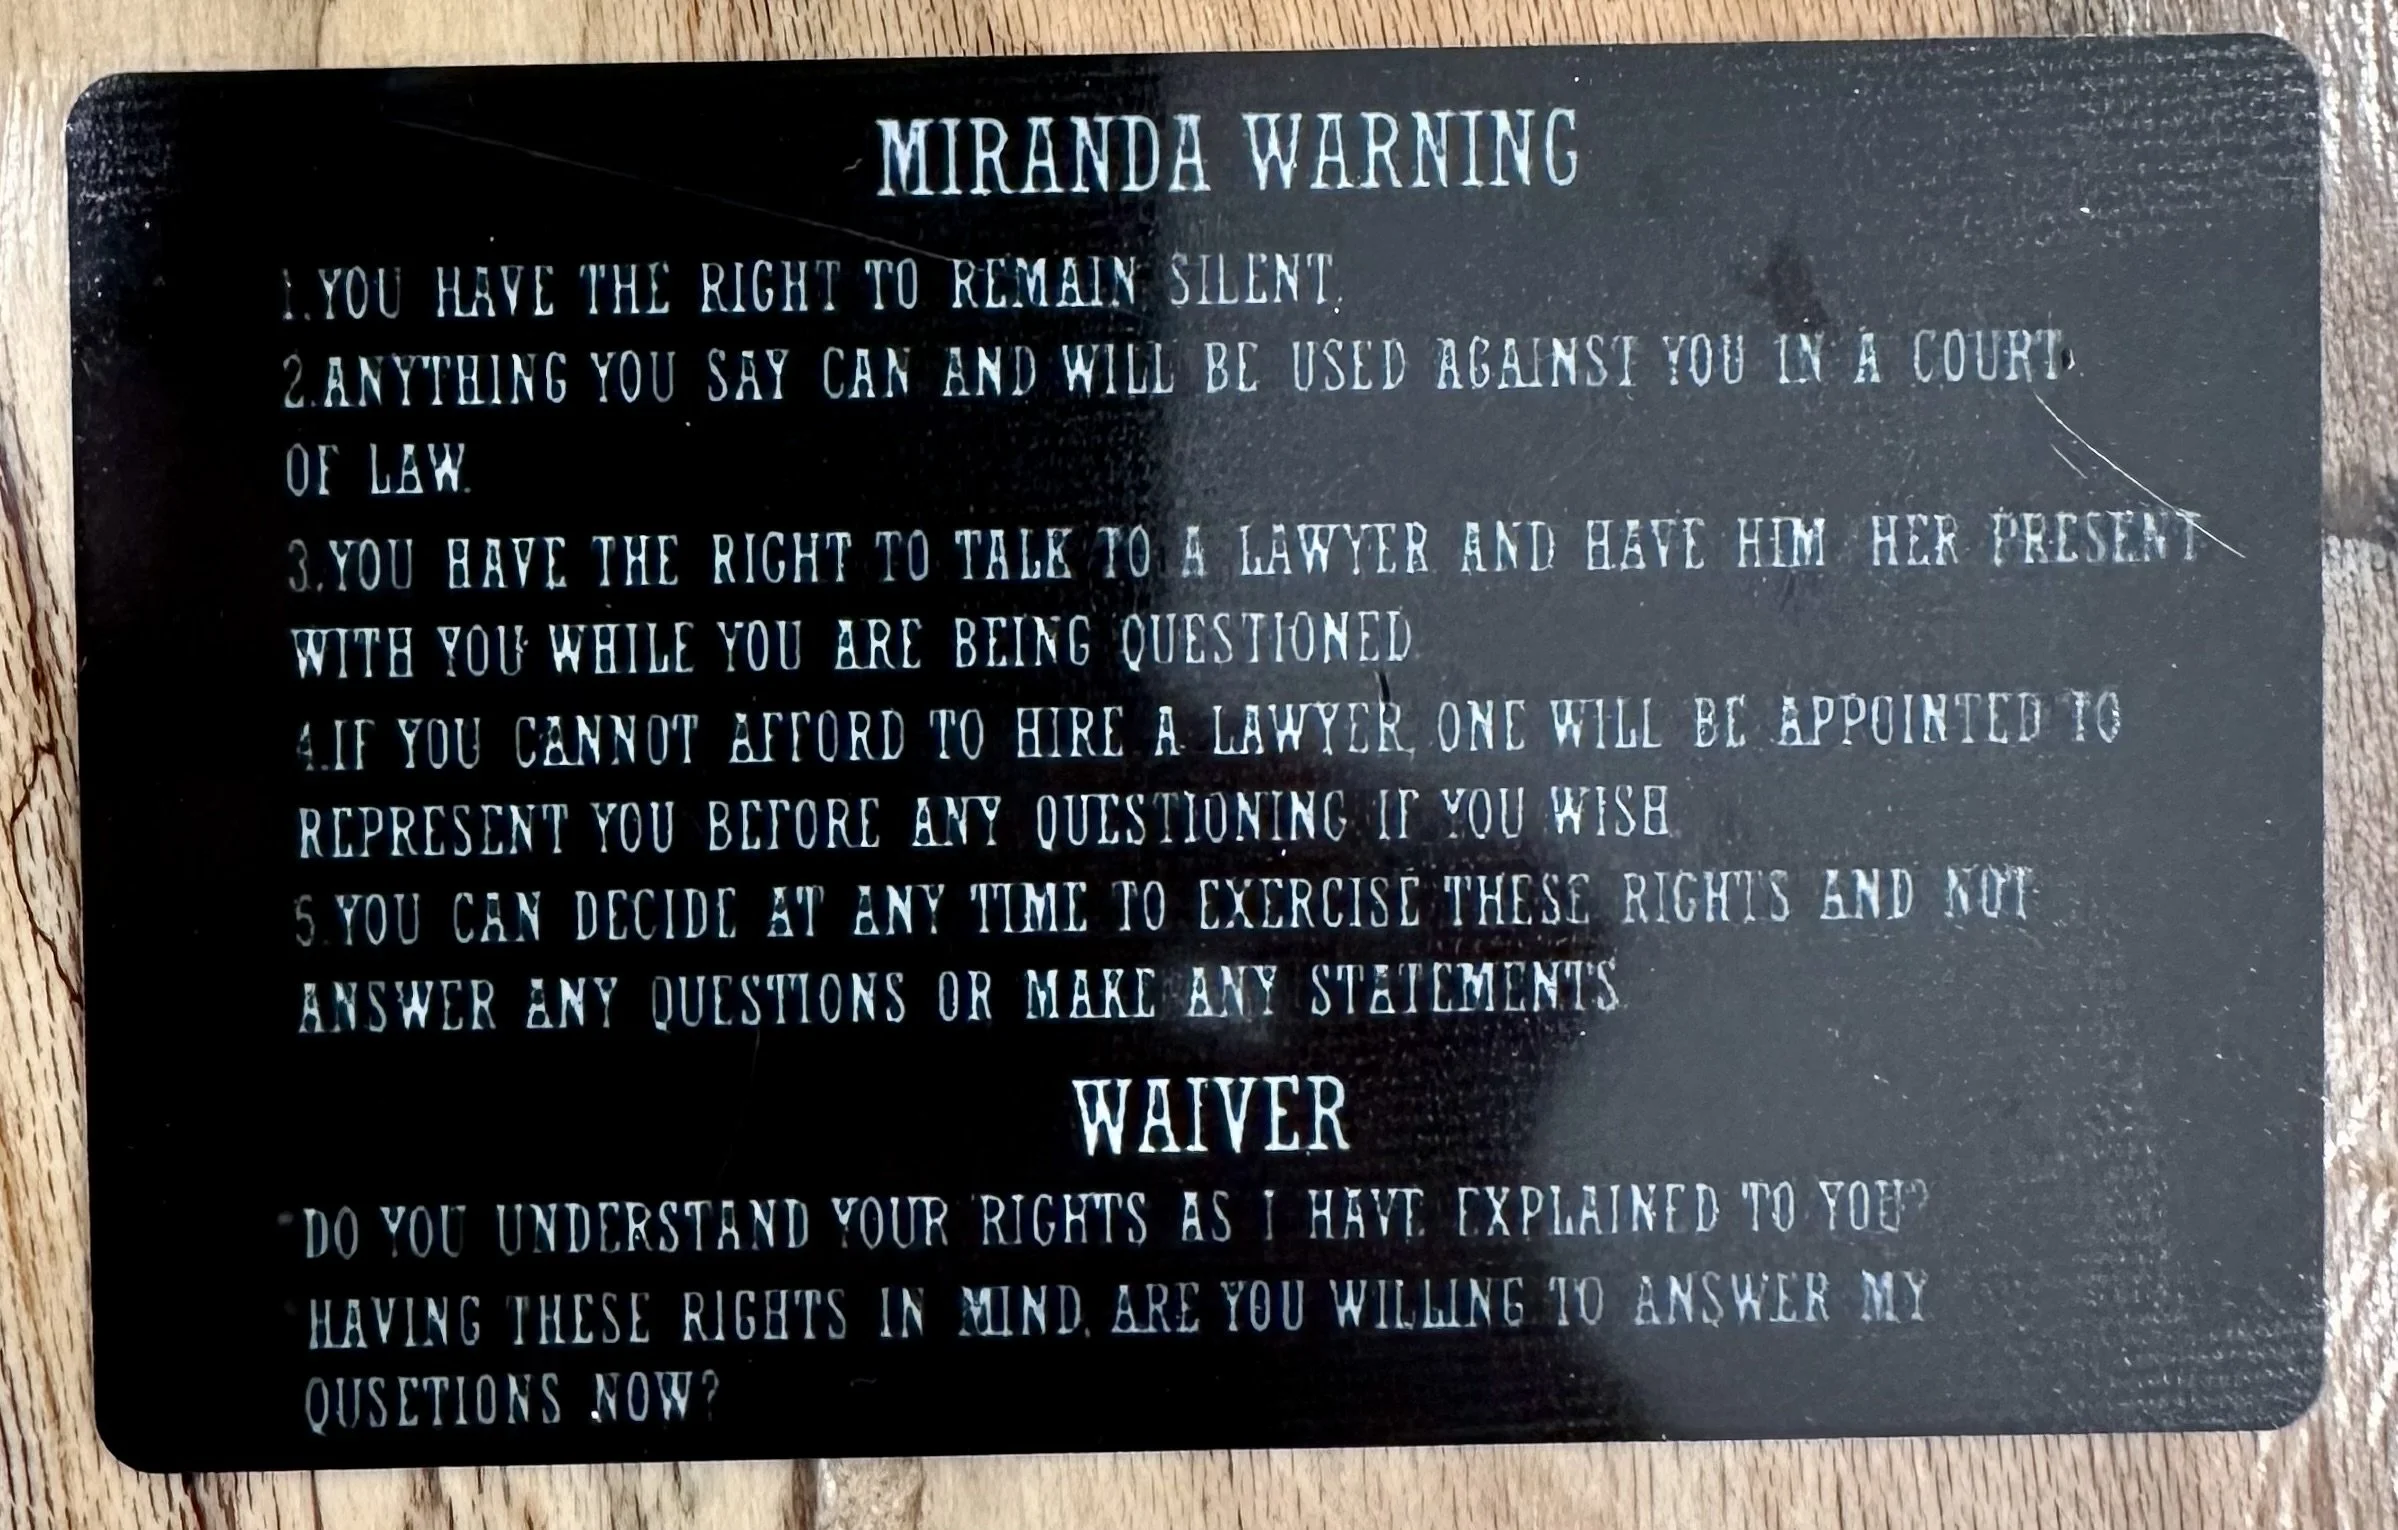 MIRANDA WARNING
1.YOU HAVE THE RIGHT TO REMAIN SILENT.
2.ANYTHING YOU SAY CAN AND WILL BE USED AGAINST YOU IN A COURT
OF LAW.
3.YOU HAVE THE RIGHT TO TALK TO A LAWYER AND HAVE HIM HER PRESENT
WITH YOU WHILE YOU ARE BEING QUESTIONED
4.IF YOU CANNOT AFFORD TO HIRE A LAWYER, ONE WILL BE APPOINTED TO
REPRESENT YOU BEFORE ANY QUESTIONING IF YOU WISH
5.YOU CAN DECIDE AT ANY TIME TO EXERCISE THESE RIGHTS AND NOT
ANSWER ANY QUESTIONS OR MAKE ANY STATEMENTS
WAIVER
DO YOU UNDERSTAND YOUR RIGHTS AS I HAVE EXPLAINED TO YOU?
HAVING THESE RIGHTS IN MIND, ARE YOU WILLING TO ANSWER MY
QUSETIONS NOW?